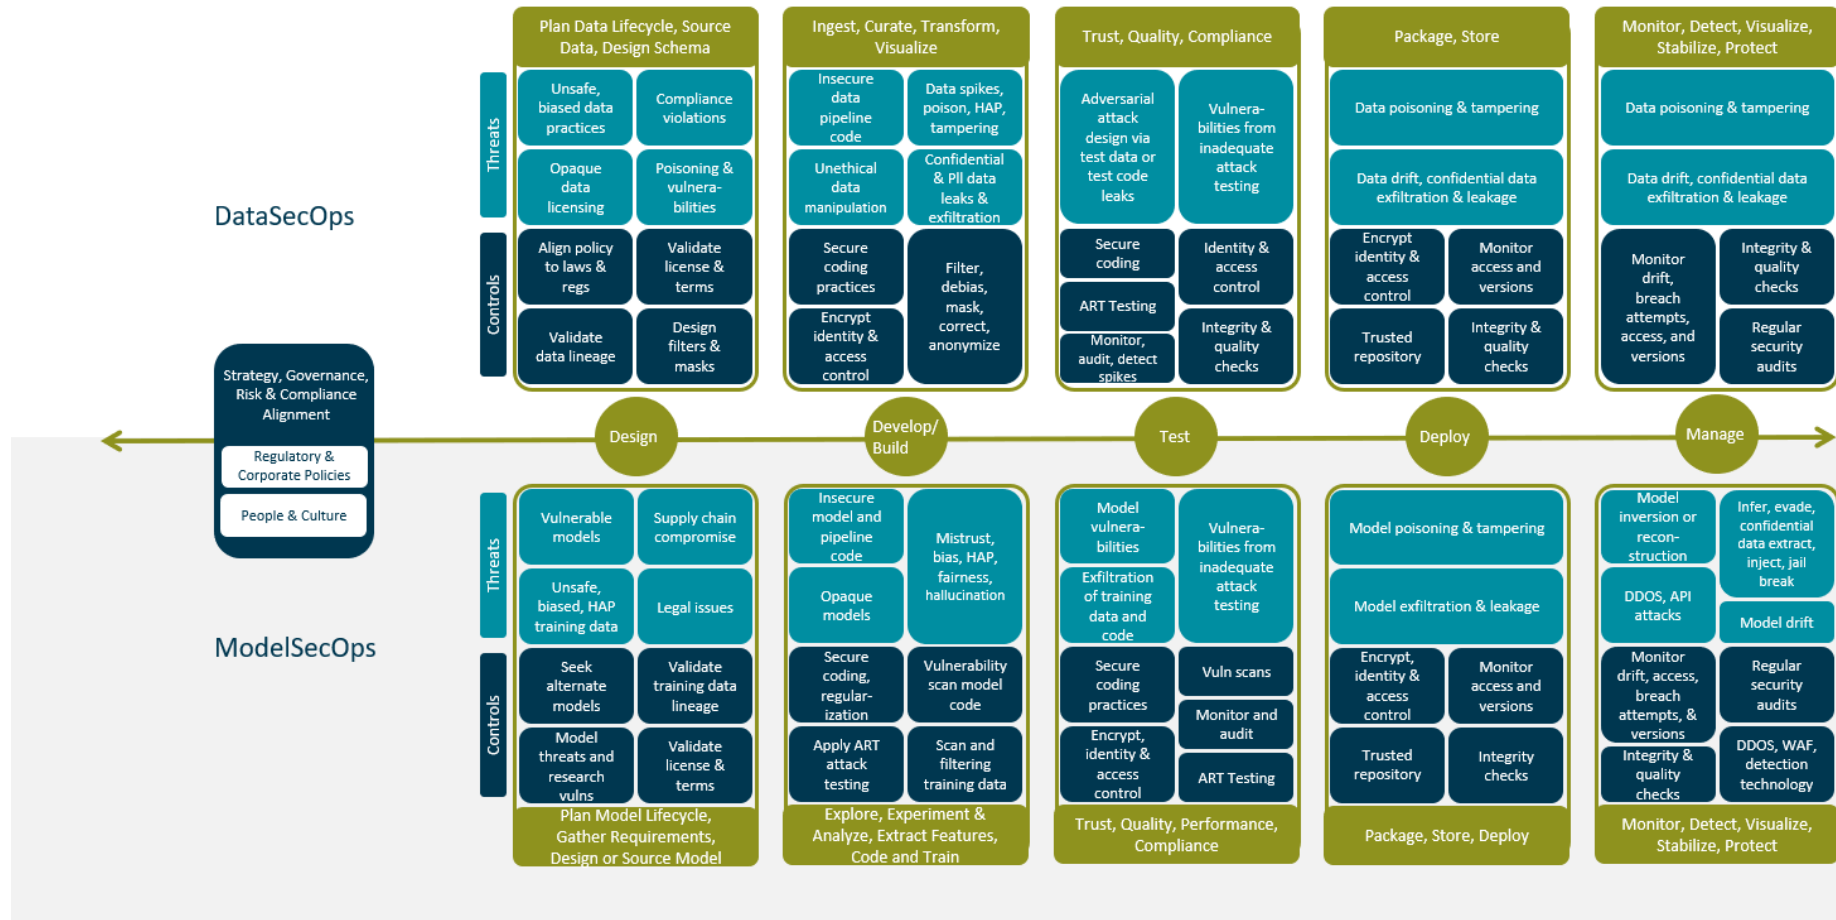 Plan Data Lifecycle, Source
Data, Design Schema
Ingest, Curate, Transform,
Visualize
Trust, Quality, Compliance
Package, Store
Monitor, Detect, Visualize,
Stabilize, Protect
DataSecOps
Threats
Unsafe,
biased data
practices
Compliance
violations
Opaque
data
licensing
Poisoning &
vulnera-
bilities
Insecure
data
pipeline
code
Data spikes,
poison, HAP,
tampering
Unethical
data
manipulation
Confidential
& PII data
leaks &
exfiltration
Adversarial
attack
design via
test data or
test code
leaks
Vulnera-
bilities from
inadequate
attack
testing
Data poisoning & tampering
Data drift, confidential data
exfiltration & leakage
Data poisoning & tampering
Data drift, confidential data
exfiltration & leakage
Controls
Align policy
to laws &
regs
Validate
license &
terms
Validate
data lineage
Design
filters &
masks
Secure
coding
practices
Filter,
debias,
mask,
correct,
anonymize
Encrypt
identity &
access
control
Secure
coding
ART Testing
Monitor,
audit, detect
spikes
Identity &
access
control
Integrity &
quality
checks
Encrypt
identity &
access
control
Monitor
access and
versions
Trusted
repository
Integrity &
quality
checks
Monitor
drift,
breach
attempts,
access, and
versions
Integrity &
quality
checks
Regular
security
audits
Strategy, Governance,
Risk & Compliance
Alignment
Regulatory &
Corporate Policies
People & Culture
Design
Develop/
Build
Test
Deploy
Manage
ModelSecOps
Threats
Vulnerable
models
Supply chain
compromise
Unsafe,
biased, HAP
training data
Legal issues
Insecure
model and
pipeline
code
Mistrust,
bias, HAP,
fairness,
hallucination
Opaque
models
Model
vulnera-
bilities
Vulnera-
bilities from
inadequate
attack
testing
Exfiltration
of training
data and
code
Model poisoning & tampering
Model exfiltration & leakage
Model
inversion or
recon-
struction
Infer, evade,
confidential
data extract,
inject, jail
break
DDOS, API
attacks
Model drift
Controls
Seek
alternate
models
Validate
training data
lineage
Model
threats and
research
vulns
Validate
license &
terms
Secure
coding,
regular-
ization
Vulnerability
scan model
code
Apply ART
attack
testing
Scan and
filtering
training data
Secure
coding
practices
Vuln scans
Monitor and
audit
Encrypt,
identity &
access
control
ART Testing
Encrypt,
identity &
access
control
Monitor
access and
versions
Trusted
repository
Integrity
checks
Monitor
drift, access,
breach
attempts, &
versions
Regular
security
audits
Integrity &
quality
checks
DDOS, WAF,
detection
technology
Plan Model Lifecycle,
Gather Requirements,
Design or Source Model
Explore, Experiment &
Analyze, Extract Features,
Code and Train
Trust, Quality, Performance,
Compliance
Package, Store, Deploy
Monitor, Detect, Visualize,
Stabilize, Protect